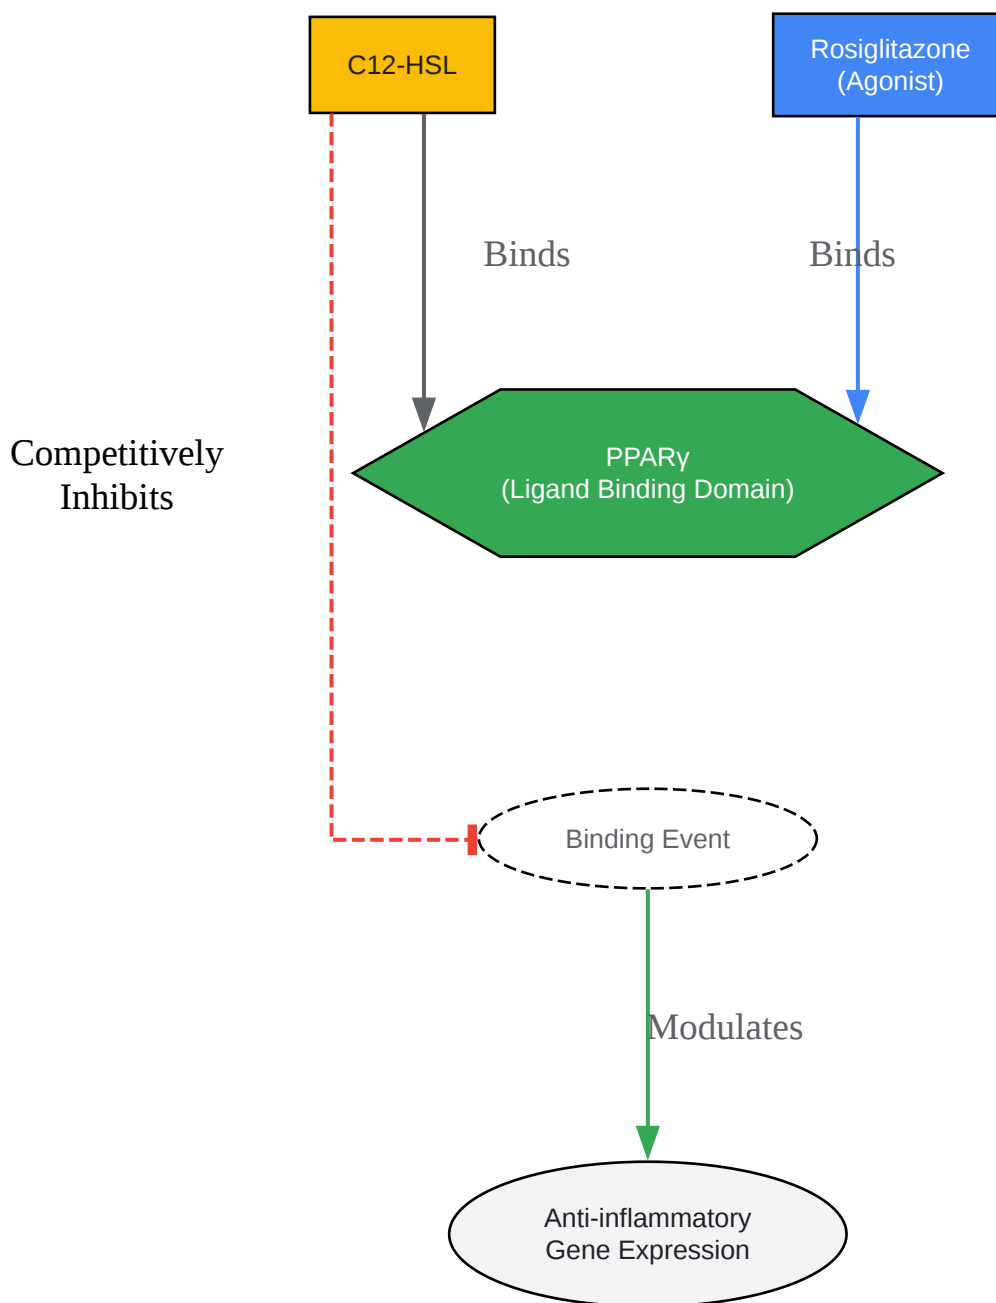 C12-HSL
Rosiglitazone
(Agonist)
Binds
Binds
Competitively
Inhibits
PPARγ
(Ligand Binding Domain)
Binding Event
Modulates
Anti-inflammatory
Gene Expression